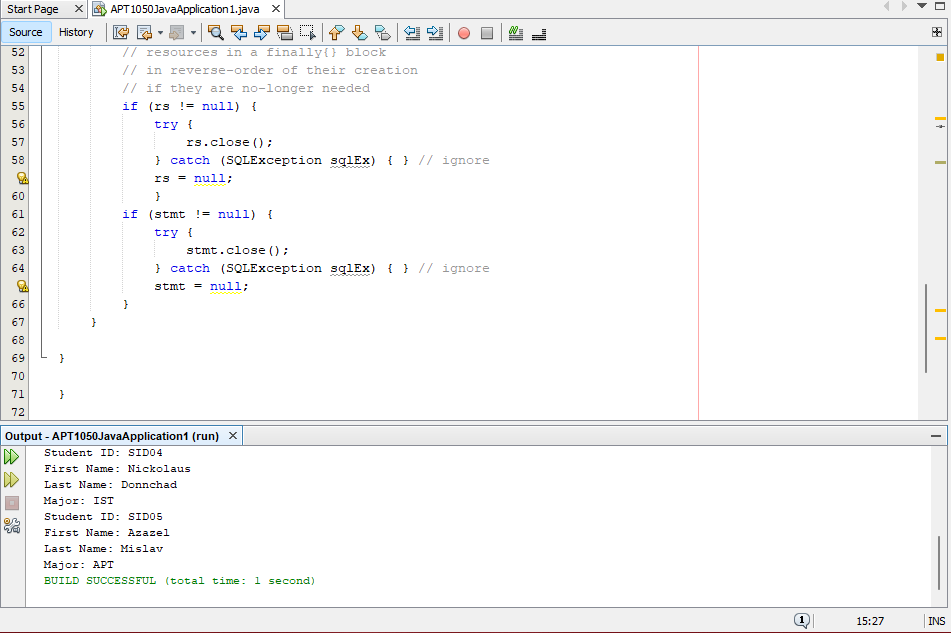 Start Page
APT1050JavaApplication1.java
Source History
52 // resources in a finally{} block
53 // in reverse-order of their creation
54 // if they are no-longer needed
55 if (rs != null) {
56 try {
57 rs.close();
58 } catch (SQLException sqlEx) { } // ignore
rs = null;
60 }
61 if (stmt != null) {
62 try {
63 stmt.close();
64 } catch (SQLException sqlEx) { } // ignore
stmt = null;
66 }
67 }
68
69 }
70
71 }
72
Output - APT1050JavaApplication1 (run)
Student ID: SID04
First Name: Nickolaus
Last Name: Donnchad
Major: IST
Student ID: SID05
First Name: Azazel
Last Name: Mislav
Major: APT
BUILD SUCCESSFUL (total time: 1 second)
1 15:27 INS